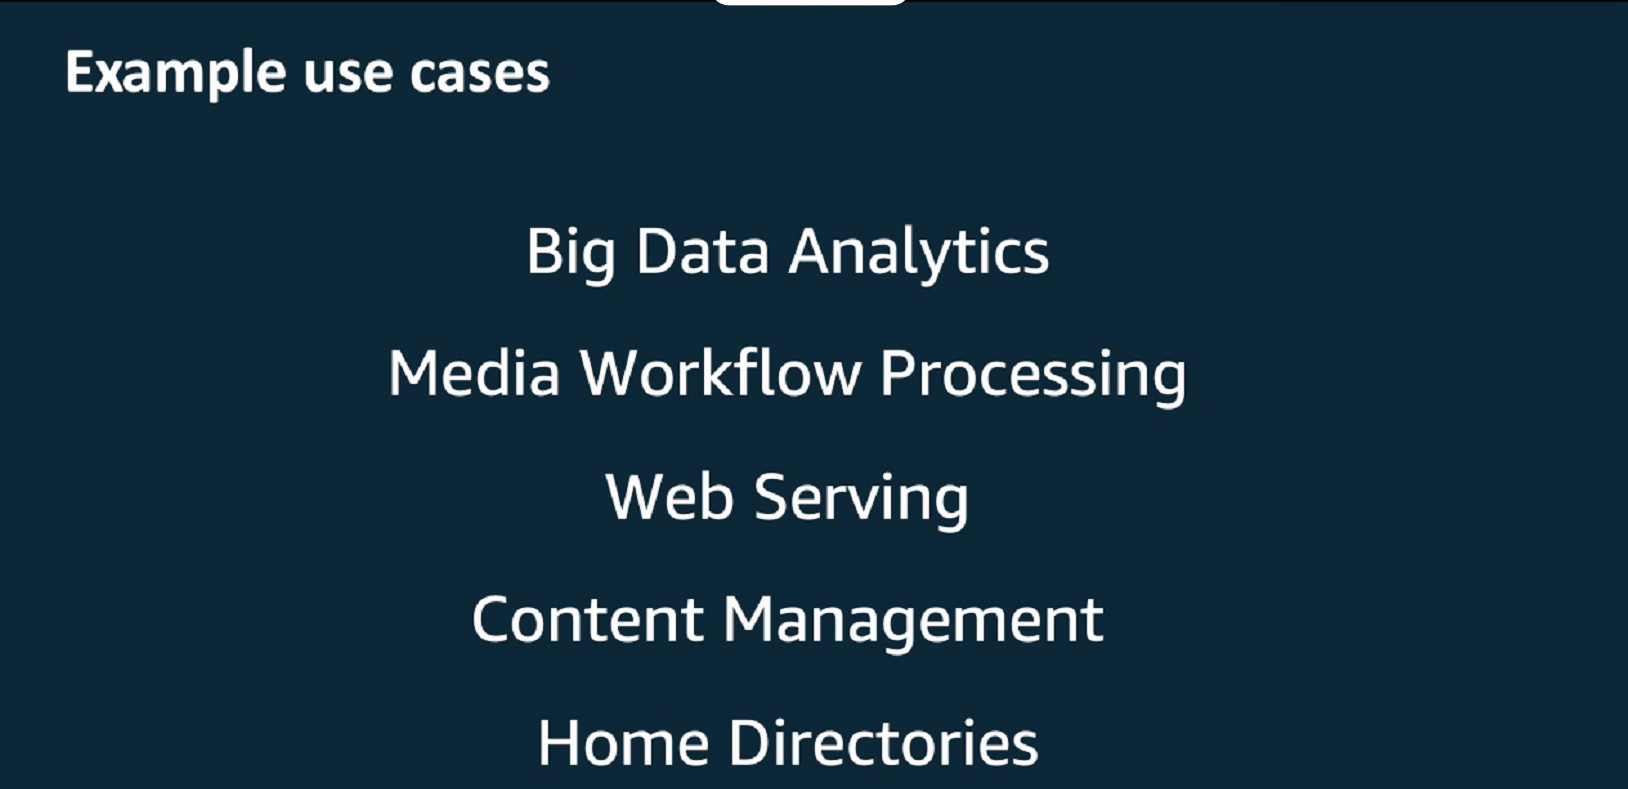 Example use cases
Big Data Analytics
Media Workflow Processing
Web Serving
Content Management
Home Directories